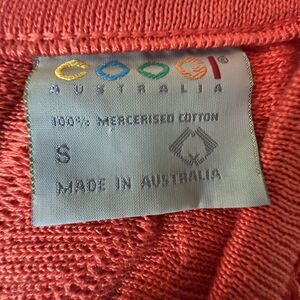 COOGI®
AUSTRALIA
100% MERCERISED COTTON
S
MADE IN AUSTRALIA